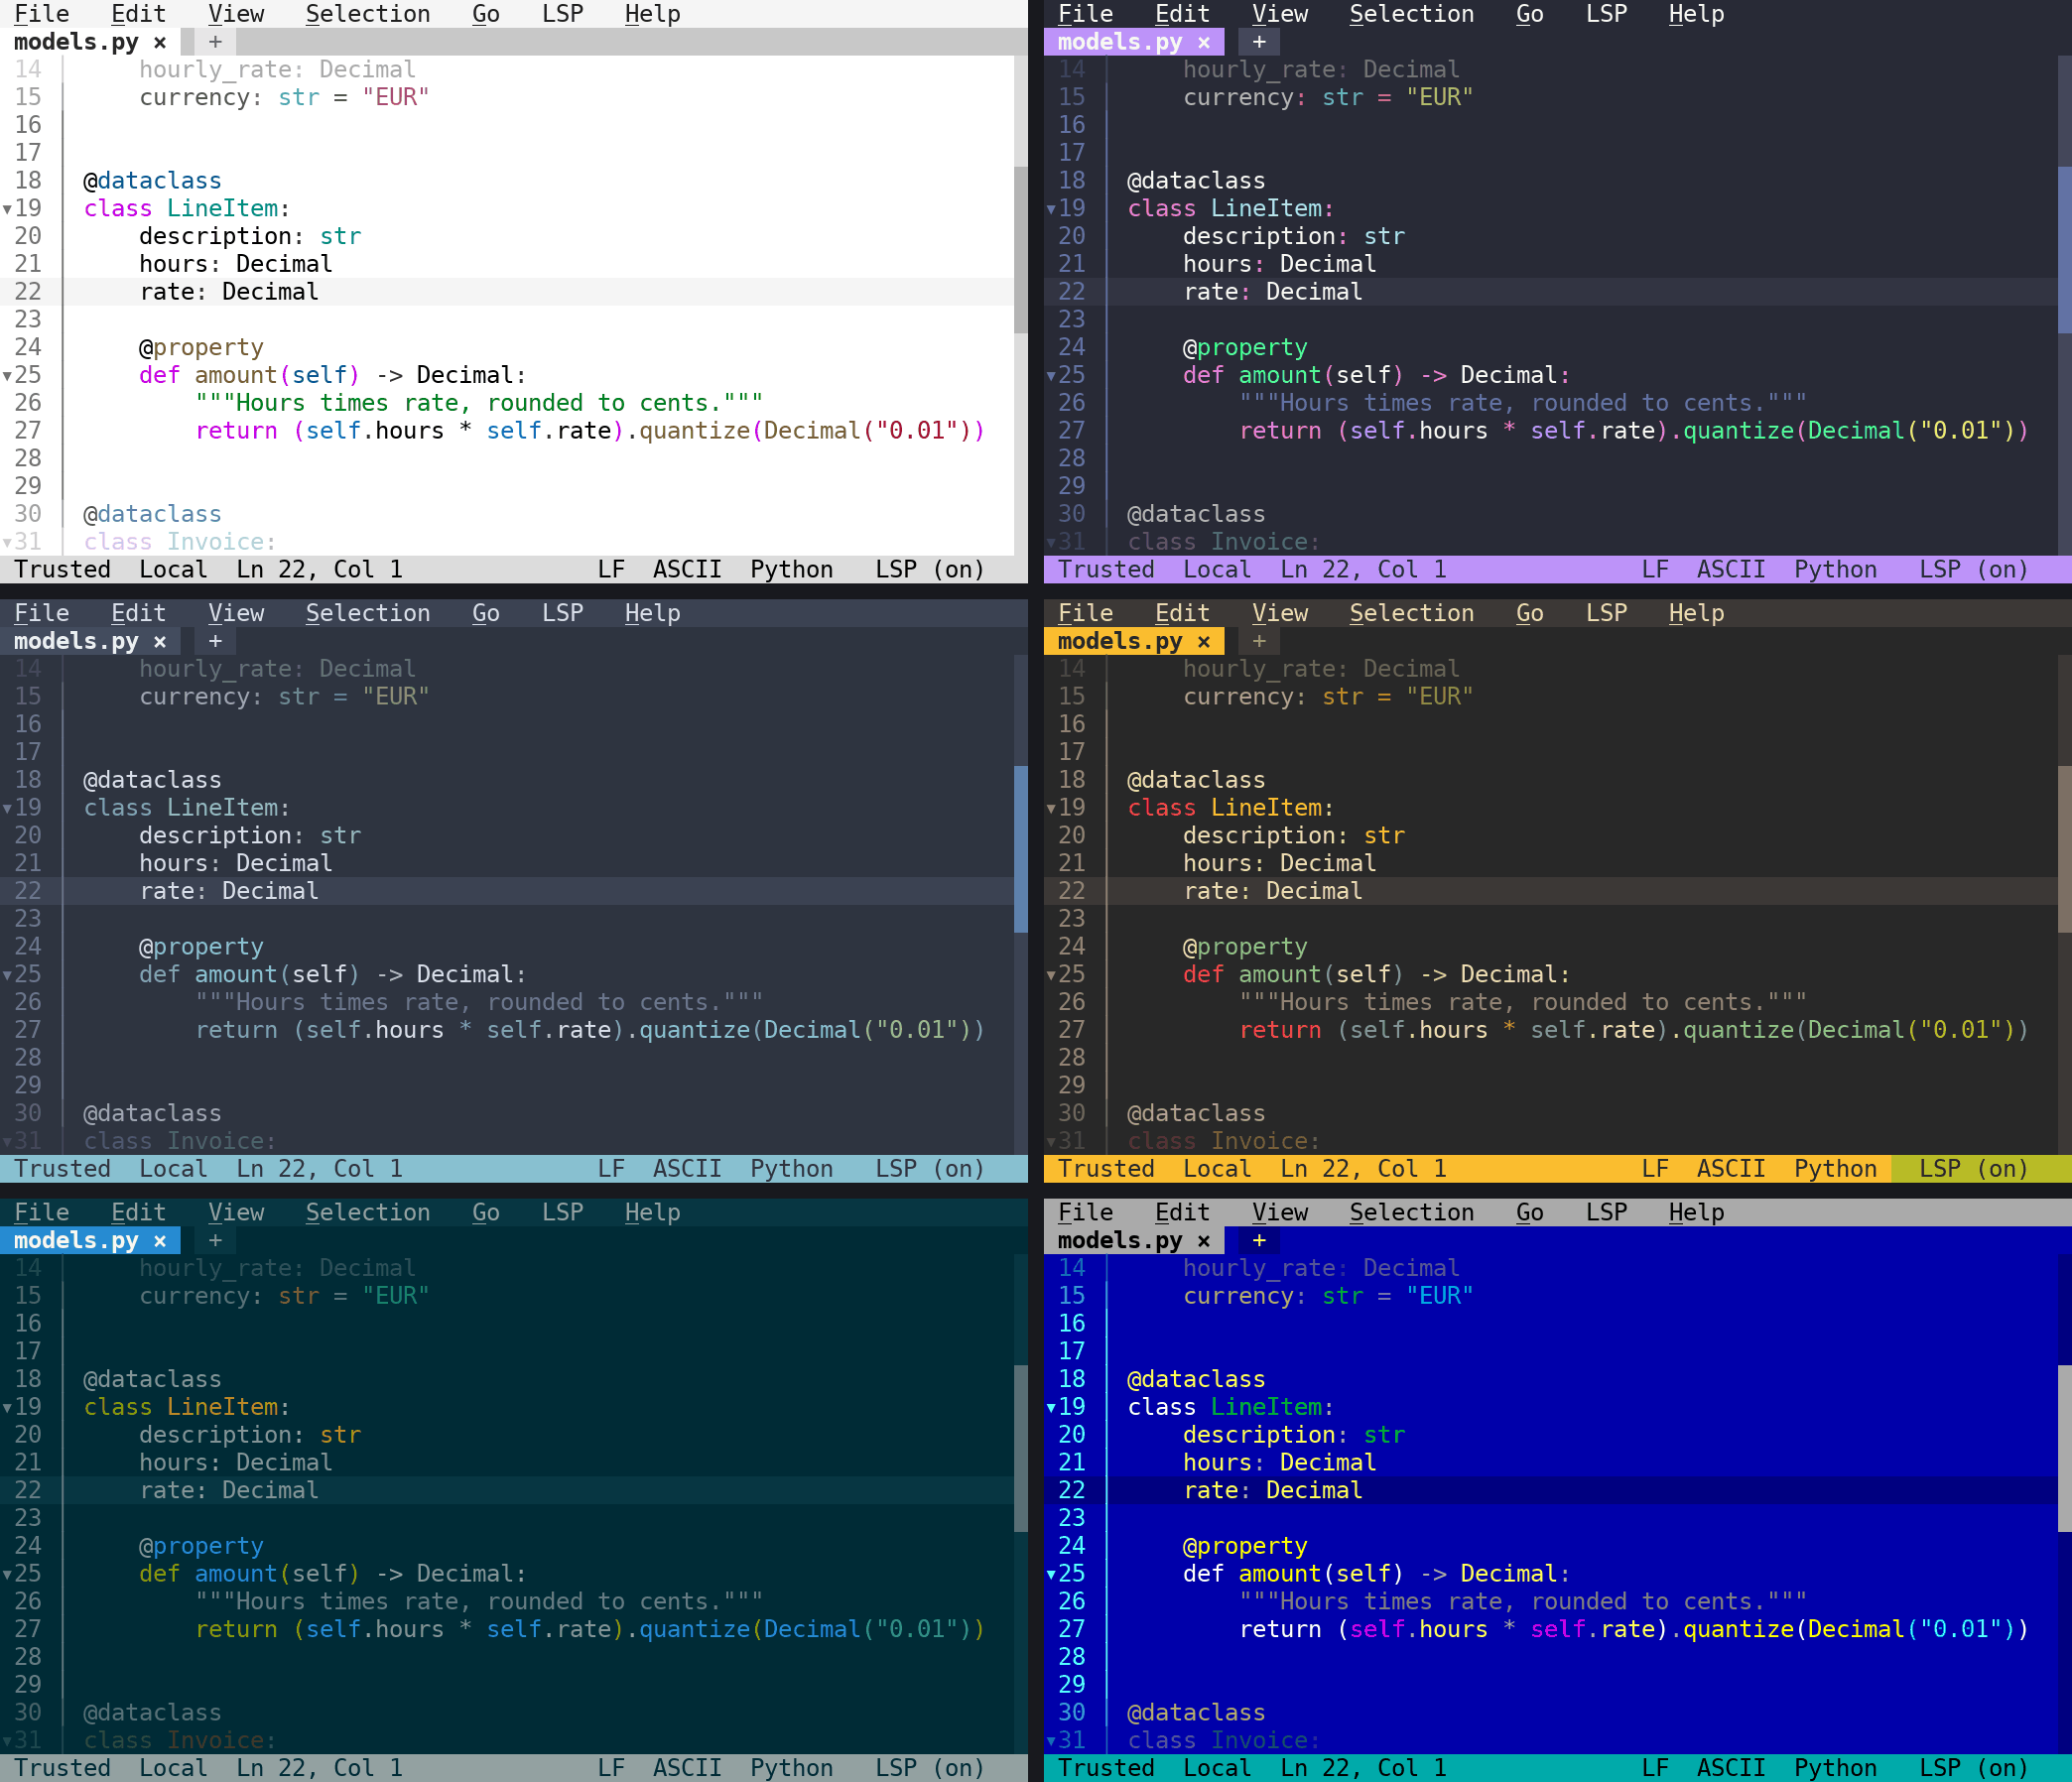 File Edit View Selection Go LSP Help
models.py × +
14 hourly_rate: Decimal
15 currency: str = "EUR"
16
17
18 @dataclass
▾19 class LineItem:
20 description: str
21 hours: Decimal
22 rate: Decimal
23
24 @property
▾25 def amount(self) -> Decimal:
26 """Hours times rate, rounded to cents."""
27 return (self.hours * self.rate).quantize(Decimal("0.01"))
28
29
30 @dataclass
▾31 class Invoice:
Trusted Local Ln 22, Col 1 LF ASCII Python LSP (on)
File Edit View Selection Go LSP Help
models.py × +
14 hourly_rate: Decimal
15 currency: str = "EUR"
16
17
18 @dataclass
▾19 class LineItem:
20 description: str
21 hours: Decimal
22 rate: Decimal
23
24 @property
▾25 def amount(self) -> Decimal:
26 """Hours times rate, rounded to cents."""
27 return (self.hours * self.rate).quantize(Decimal("0.01"))
28
29
30 @dataclass
▾31 class Invoice:
Trusted Local Ln 22, Col 1 LF ASCII Python LSP (on)
File Edit View Selection Go LSP Help
models.py × +
14 hourly_rate: Decimal
15 currency: str = "EUR"
16
17
18 @dataclass
▾19 class LineItem:
20 description: str
21 hours: Decimal
22 rate: Decimal
23
24 @property
▾25 def amount(self) -> Decimal:
26 """Hours times rate, rounded to cents."""
27 return (self.hours * self.rate).quantize(Decimal("0.01"))
28
29
30 @dataclass
▾31 class Invoice:
Trusted Local Ln 22, Col 1 LF ASCII Python LSP (on)
File Edit View Selection Go LSP Help
models.py × +
14 hourly_rate: Decimal
15 currency: str = "EUR"
16
17
18 @dataclass
▾19 class LineItem:
20 description: str
21 hours: Decimal
22 rate: Decimal
23
24 @property
▾25 def amount(self) -> Decimal:
26 """Hours times rate, rounded to cents."""
27 return (self.hours * self.rate).quantize(Decimal("0.01"))
28
29
30 @dataclass
▾31 class Invoice:
Trusted Local Ln 22, Col 1 LF ASCII Python LSP (on)
File Edit View Selection Go LSP Help
models.py × +
14 hourly_rate: Decimal
15 currency: str = "EUR"
16
17
18 @dataclass
▾19 class LineItem:
20 description: str
21 hours: Decimal
22 rate: Decimal
23
24 @property
▾25 def amount(self) -> Decimal:
26 """Hours times rate, rounded to cents."""
27 return (self.hours * self.rate).quantize(Decimal("0.01"))
28
29
30 @dataclass
▾31 class Invoice:
Trusted Local Ln 22, Col 1 LF ASCII Python LSP (on)
File Edit View Selection Go LSP Help
models.py × +
14 hourly_rate: Decimal
15 currency: str = "EUR"
16
17
18 @dataclass
▾19 class LineItem:
20 description: str
21 hours: Decimal
22 rate: Decimal
23
24 @property
▾25 def amount(self) -> Decimal:
26 """Hours times rate, rounded to cents."""
27 return (self.hours * self.rate).quantize(Decimal("0.01"))
28
29
30 @dataclass
▾31 class Invoice:
Trusted Local Ln 22, Col 1 LF ASCII Python LSP (on)